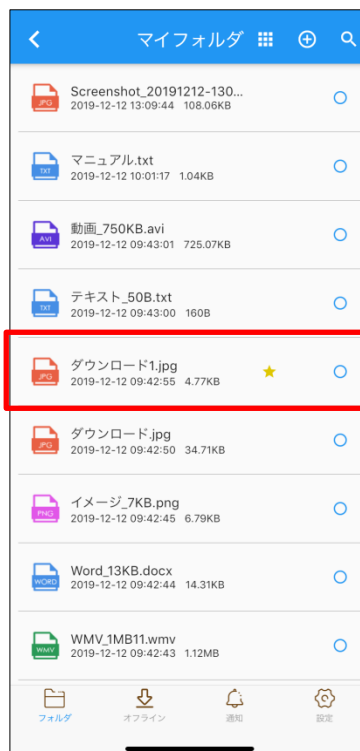 マイフォルダ
JPG
Screenshot_20191212-130...
2019-12-12 13:09:44 108.06KB
TXT
マニュアル.txt
2019-12-12 10:01:17 1.04KB
AVI
動画_750KB.avi
2019-12-12 09:43:01 725.07KB
TXT
テキスト_50B.txt
2019-12-12 09:43:00 160B
JPG
ダウンロード1.jpg
2019-12-12 09:42:55 4.77KB
JPG
ダウンロード.jpg
2019-12-12 09:42:50 34.71KB
PNG
イメージ_7KB.png
2019-12-12 09:42:45 6.79KB
WORD
Word_13KB.docx
2019-12-12 09:42:44 14.31KB
WMV
WMV_1MB11.wmv
2019-12-12 09:42:43 1.12MB
フォルダ オフライン 通知 設定